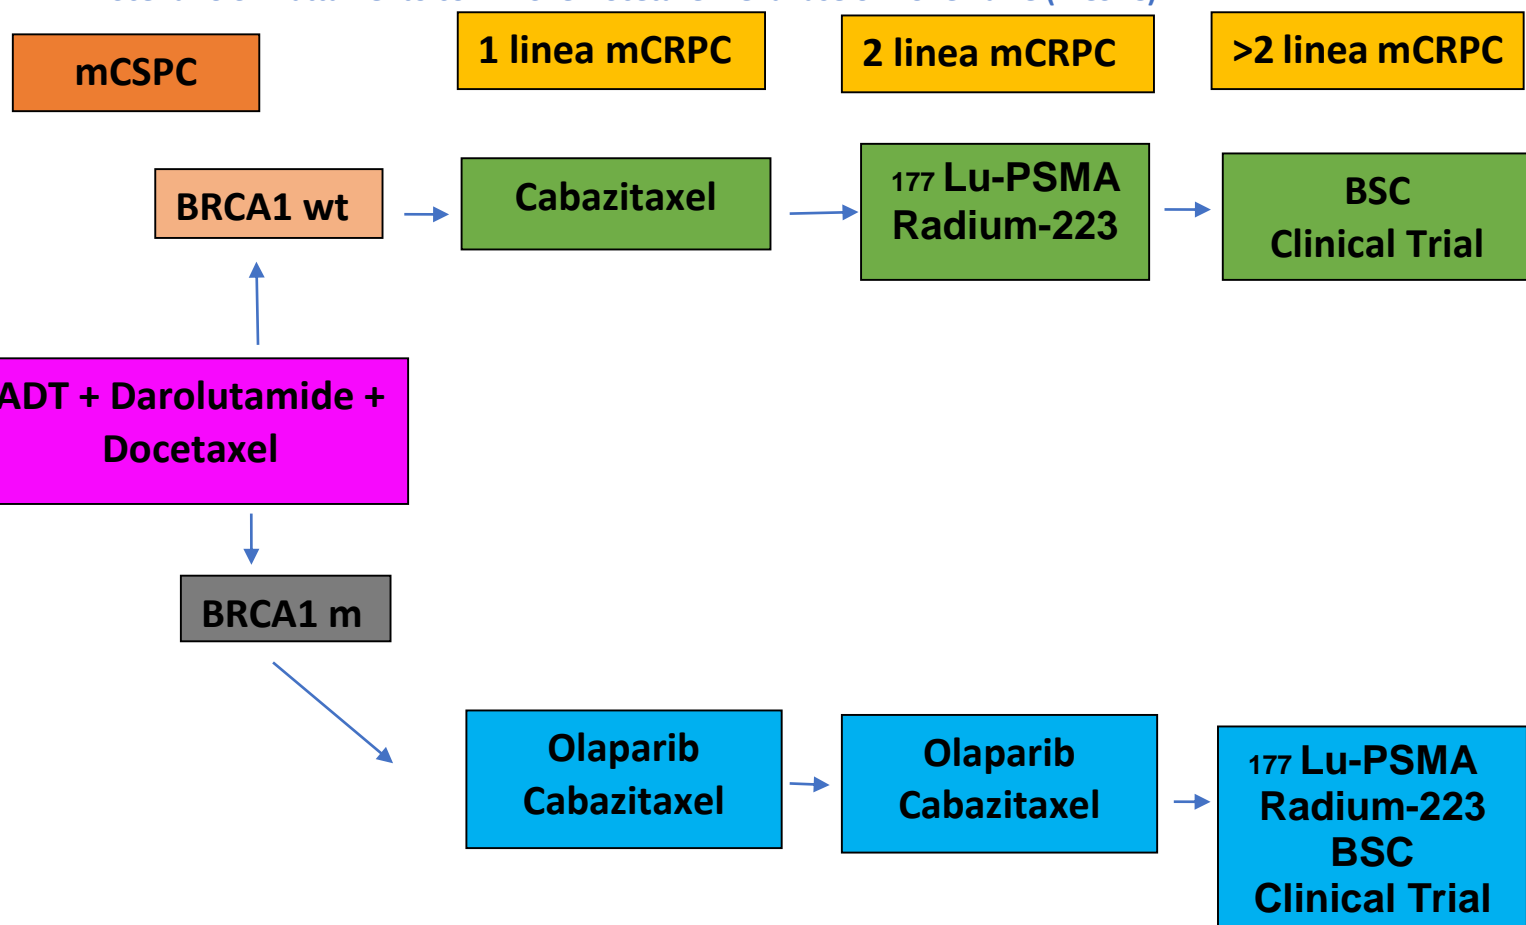 mCSPC
1 linea mCRPC
2 linea mCRPC
>2 linea mCRPC
BRCA1 wt
Cabazitaxel
177 Lu-PSMA
Radium-223
BSC
Clinical Trial
ADT + Darolutamide +
Docetaxel
BRCA1 m
Olaparib
Cabazitaxel
Olaparib
Cabazitaxel
177 Lu-PSMA
Radium-223
BSC
Clinical Trial